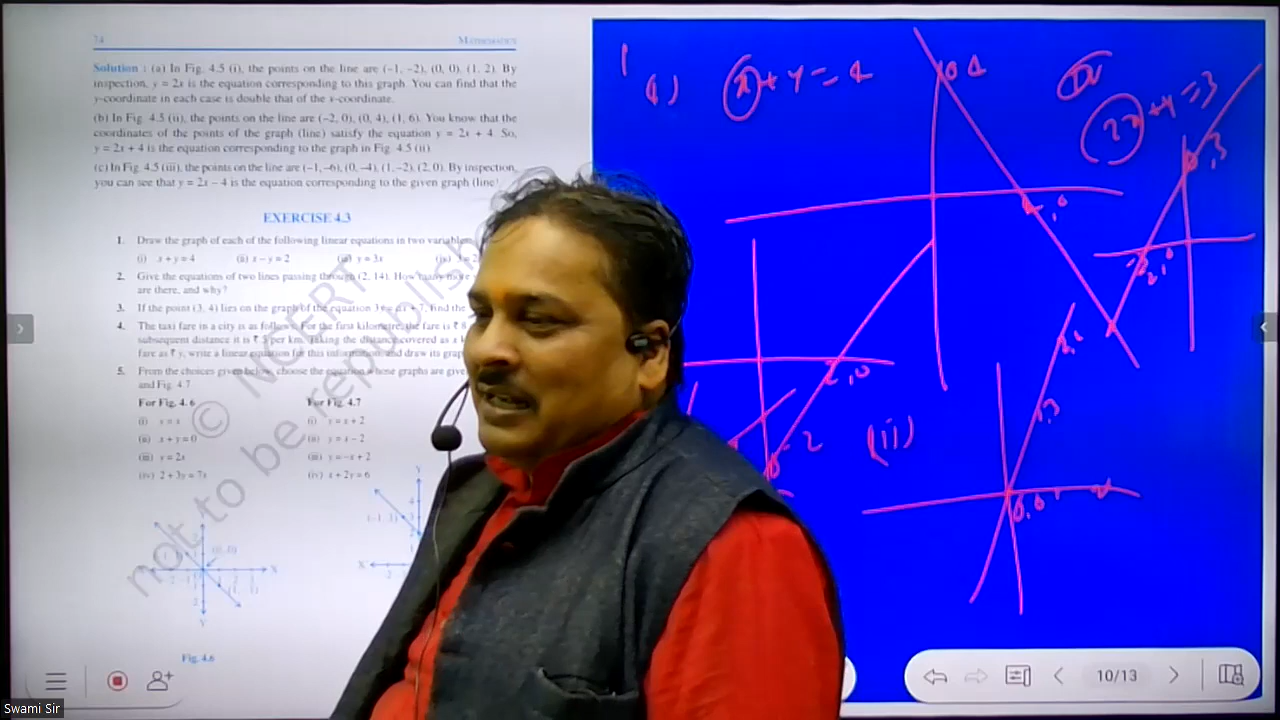 74
MATHEMATICS
Solution : (a) In Fig. 4.5 (i), the points on the line are (–1, –2), (0, 0), (1, 2). By
inspection, y = 2x is the equation corresponding to this graph. You can find that the
y-coordinate in each case is double that of the x-coordinate.
(b) In Fig. 4.5 (ii), the points on the line are (–2, 0), (0, 4), (1, 6). You know that the
coordinates of the points of the graph (line) satisfy the equation y = 2x + 4. So,
y = 2x + 4 is the equation corresponding to the graph in Fig. 4.5 (ii).
(c) In Fig. 4.5 (iii), the points on the line are (–1, –6), (0, –4), (1, –2), (2, 0). By inspection,
you can see that y = 2x – 4 is the equation corresponding to the given graph (line)
EXERCISE 4.3
1. Draw the graph of each of the following linear equations in two variables
(i) x + y = 4 (ii) x – y = 2 (iii) y = 3x (iv)
2. Give the equations of two lines passing through (2, 14). How many more
are there, and why?
3. If the point (3, 4) lies on the graph of the equation 3y = ax + 7, find the
4. The taxi fare in a city is as follows: For the first kilometre, the fare is ₹ 8
subsequent distance it is ₹ 5 per km. Taking the distance covered as x
fare as ₹ y, write a linear equation for this information, and draw its
5. From the choices given below, choose the equation whose graphs are
and Fig. 4.7
For Fig. 4.6 For Fig. 4.7
(i) y = x (i) y = x + 2
(ii) x + y = 0 (ii) y = x – 2
(iii) y = 2x (iii) y = –x + 2
(iv) 2 + 3y = 7x (iv) x + 2y = 6
© NCERT
not to be republished
Fig. 4.6
1
(i) x + y = 4
0 4
2x + y = 3
0,3
2,0
-2
(iii)
0,0
1,3
10/13
Swami Sir